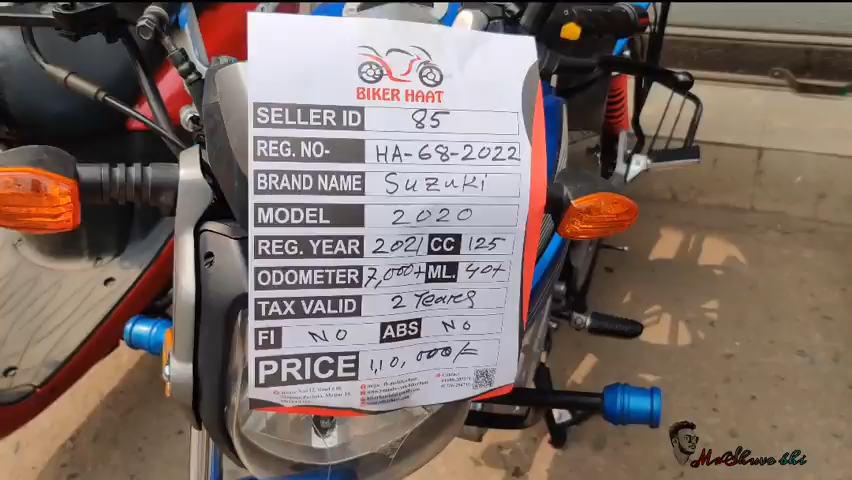 BIKER HAAT
SELLER ID 85
REG. NO- HA-68-2022
BRAND NAME Suzuki
MODEL 2020
REG. YEAR 2021 CC 125
ODOMETER 7,000+ ML. 40+
TAX VALID 2 Years
FI NO ABS NO
PRICE 1,10,000/=